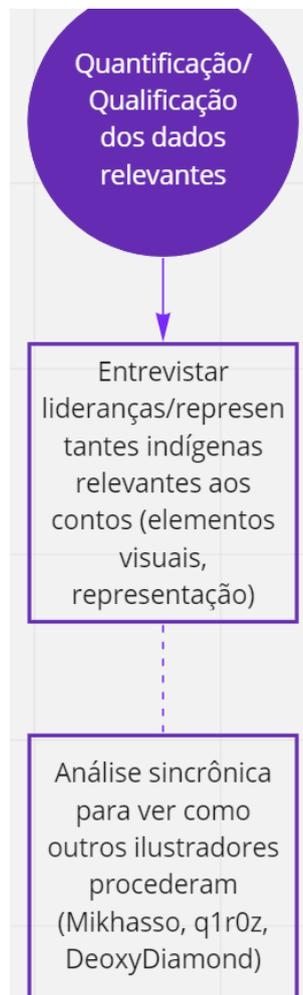 Quantificação/
Qualificação
dos dados
relevantes
Entrevistar
lideranças/represen
tantes indígenas
relevantes aos
contos (elementos
visuais,
representação)
Análise sincrônica
para ver como
outros ilustradores
procederam
(Mikhasso, q1r0z,
DeoxyDiamond)